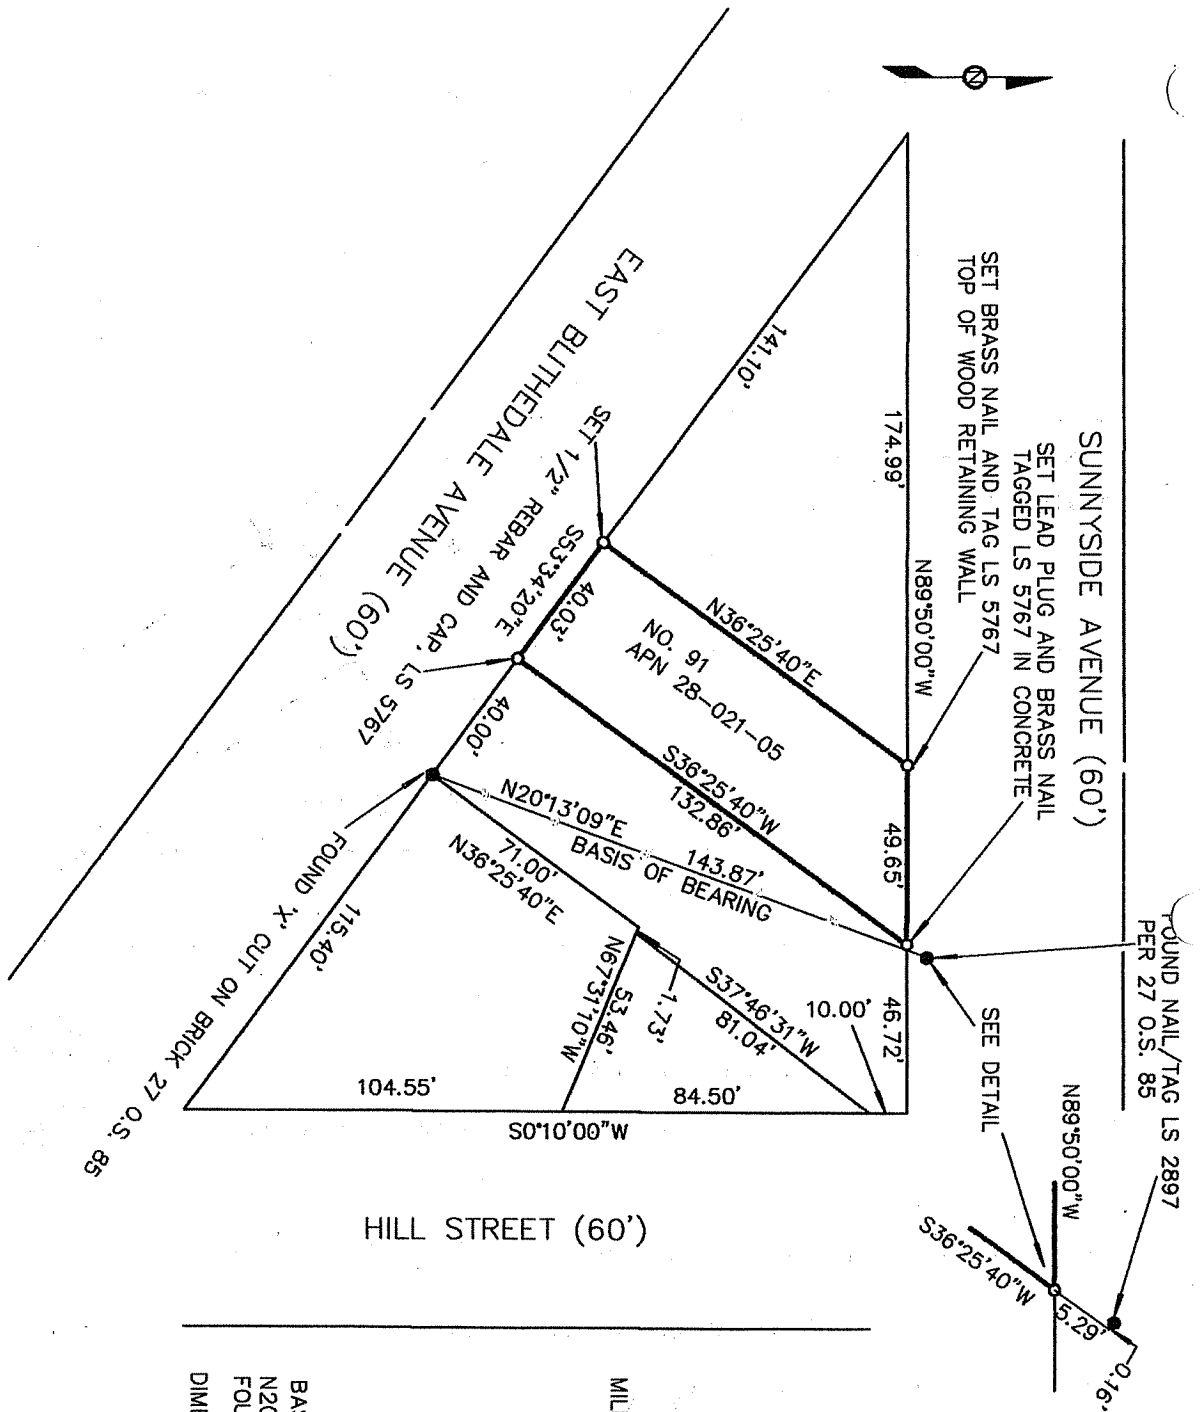 N
SUNNYSIDE AVENUE (60')
SET LEAD PLUG AND BRASS NAIL
TAGGED LS 5767 IN CONCRETE
SET BRASS NAIL AND TAG LS 5767
TOP OF WOOD RETAINING WALL
FOUND NAIL/TAG LS 2897
PER 27 O.S. 85
N89°50'00"W
174.99'
49.65'
46.72'
10.00'
SEE DETAIL
N89°50'00"W
S36°25'40"W
5.29'
0.16'
141.10'
EAST BLITHEDALE AVENUE (60')
SET 1/2" REBAR AND CAP, LS 5767
S53°34'20"E
40.03'
40.00'
N36°25'40"E
NO. 91
APN 28-021-05
S36°25'40"W
132.86'
N20°13'09"E
143.87'
BASIS OF BEARING
71.00'
N36°25'40"E
S37°46'31"W
81.04'
1.73'
53.46'
N67°31'10"W
115.40'
FOUND 'X' CUT ON BRICK 27 O.S. 85
104.55'
84.50'
S0°10'00"W
HILL STREET (60')
MIL
BAS
N20
FOU
DIM